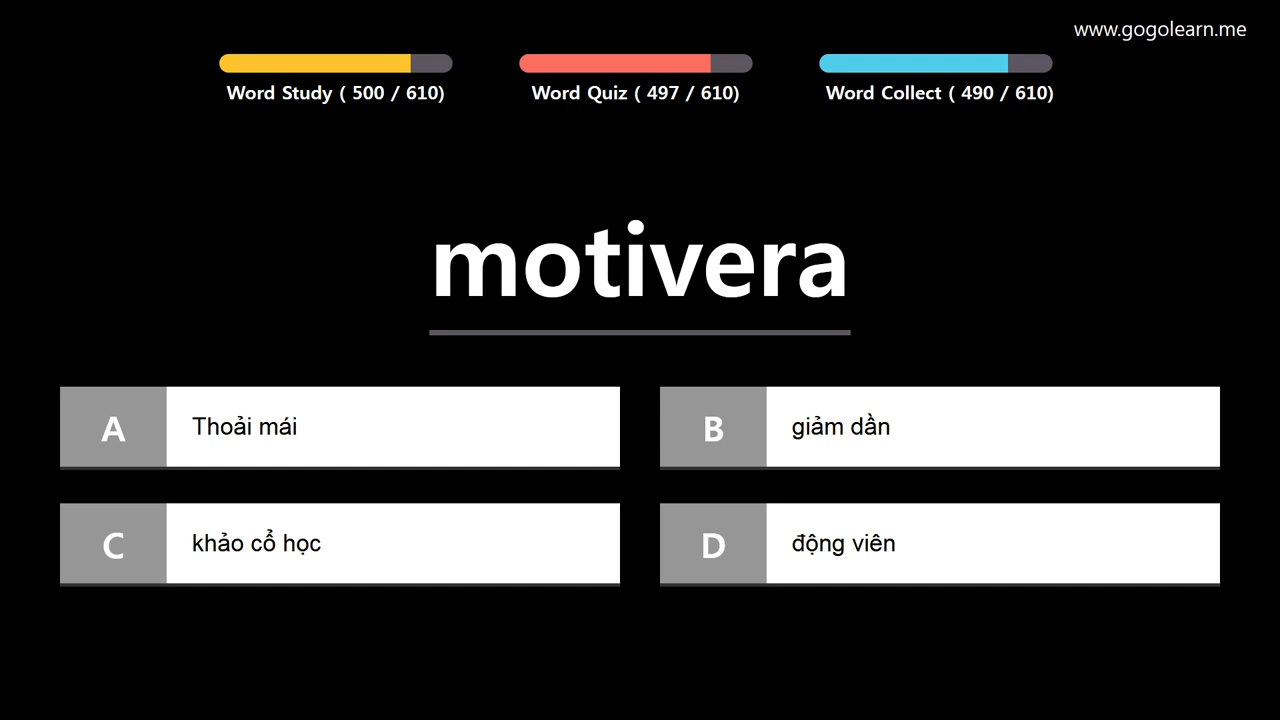 www.gogolearn.me
Word Study ( 500 / 610)
Word Quiz ( 497 / 610)
Word Collect ( 490 / 610)
motivera
A Thoải mái
B giảm dần
C khảo cổ học
D động viên